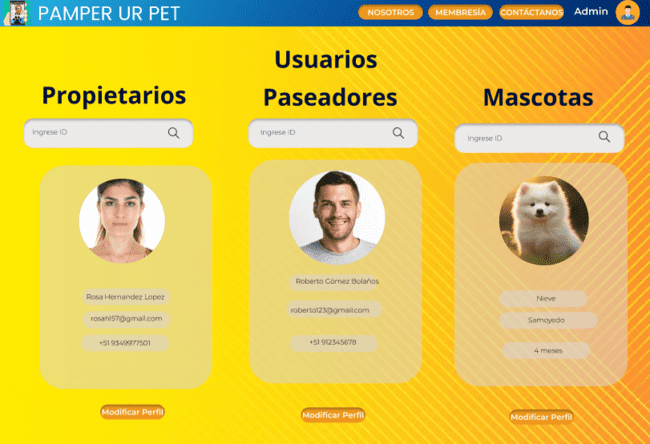 PAMPER UR PET
NOSOTROS
MEMBRESÍA
CONTÁCTANOS
Admin
Usuarios
Propietarios
Paseadores
Mascotas
Ingrese ID
Ingrese ID
Ingrese ID
Rosa Hernandez Lopez
rosahl57@gmail.com
+51 9349977501
Modificar Perfil
Roberto Gómez Bolaños
roberto123@gmail.com
+51 912345678
Modificar Perfil
Nieve
Samoyedo
4 meses
Modificar Perfil